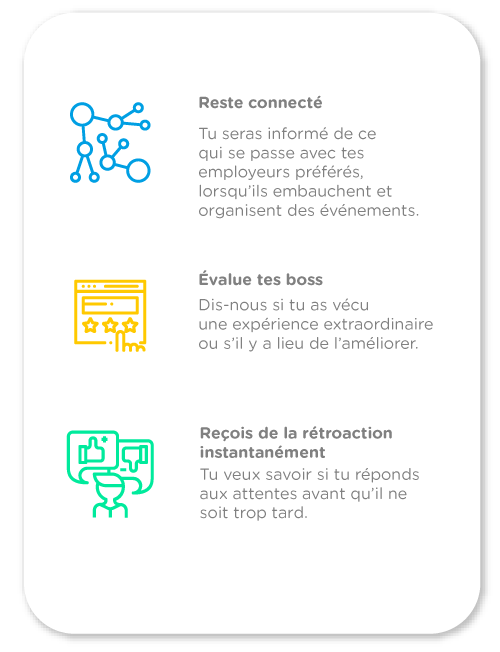 Reste connecté
Tu seras informé de ce
qui se passe avec tes
employeurs préférés,
lorsqu'ils embauchent et
organisent des événements.
Évalue tes boss
Dis-nous si tu as vécu
une expérience extraordinaire
ou s'il y a lieu de l'améliorer.
Reçois de la rétroaction
instantanément
Tu veux savoir si tu réponds
aux attentes avant qu'il ne
soit trop tard.